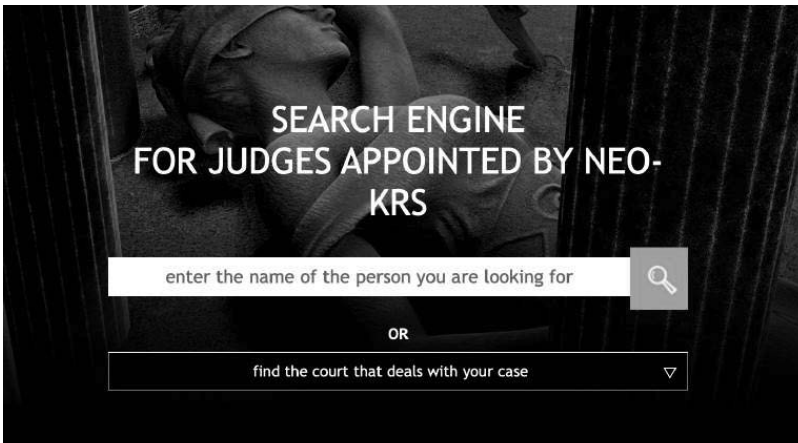 SEARCH ENGINE
FOR JUDGES APPOINTED BY NEO-
KRS
enter the name of the person you are looking for
OR
find the court that deals with your case